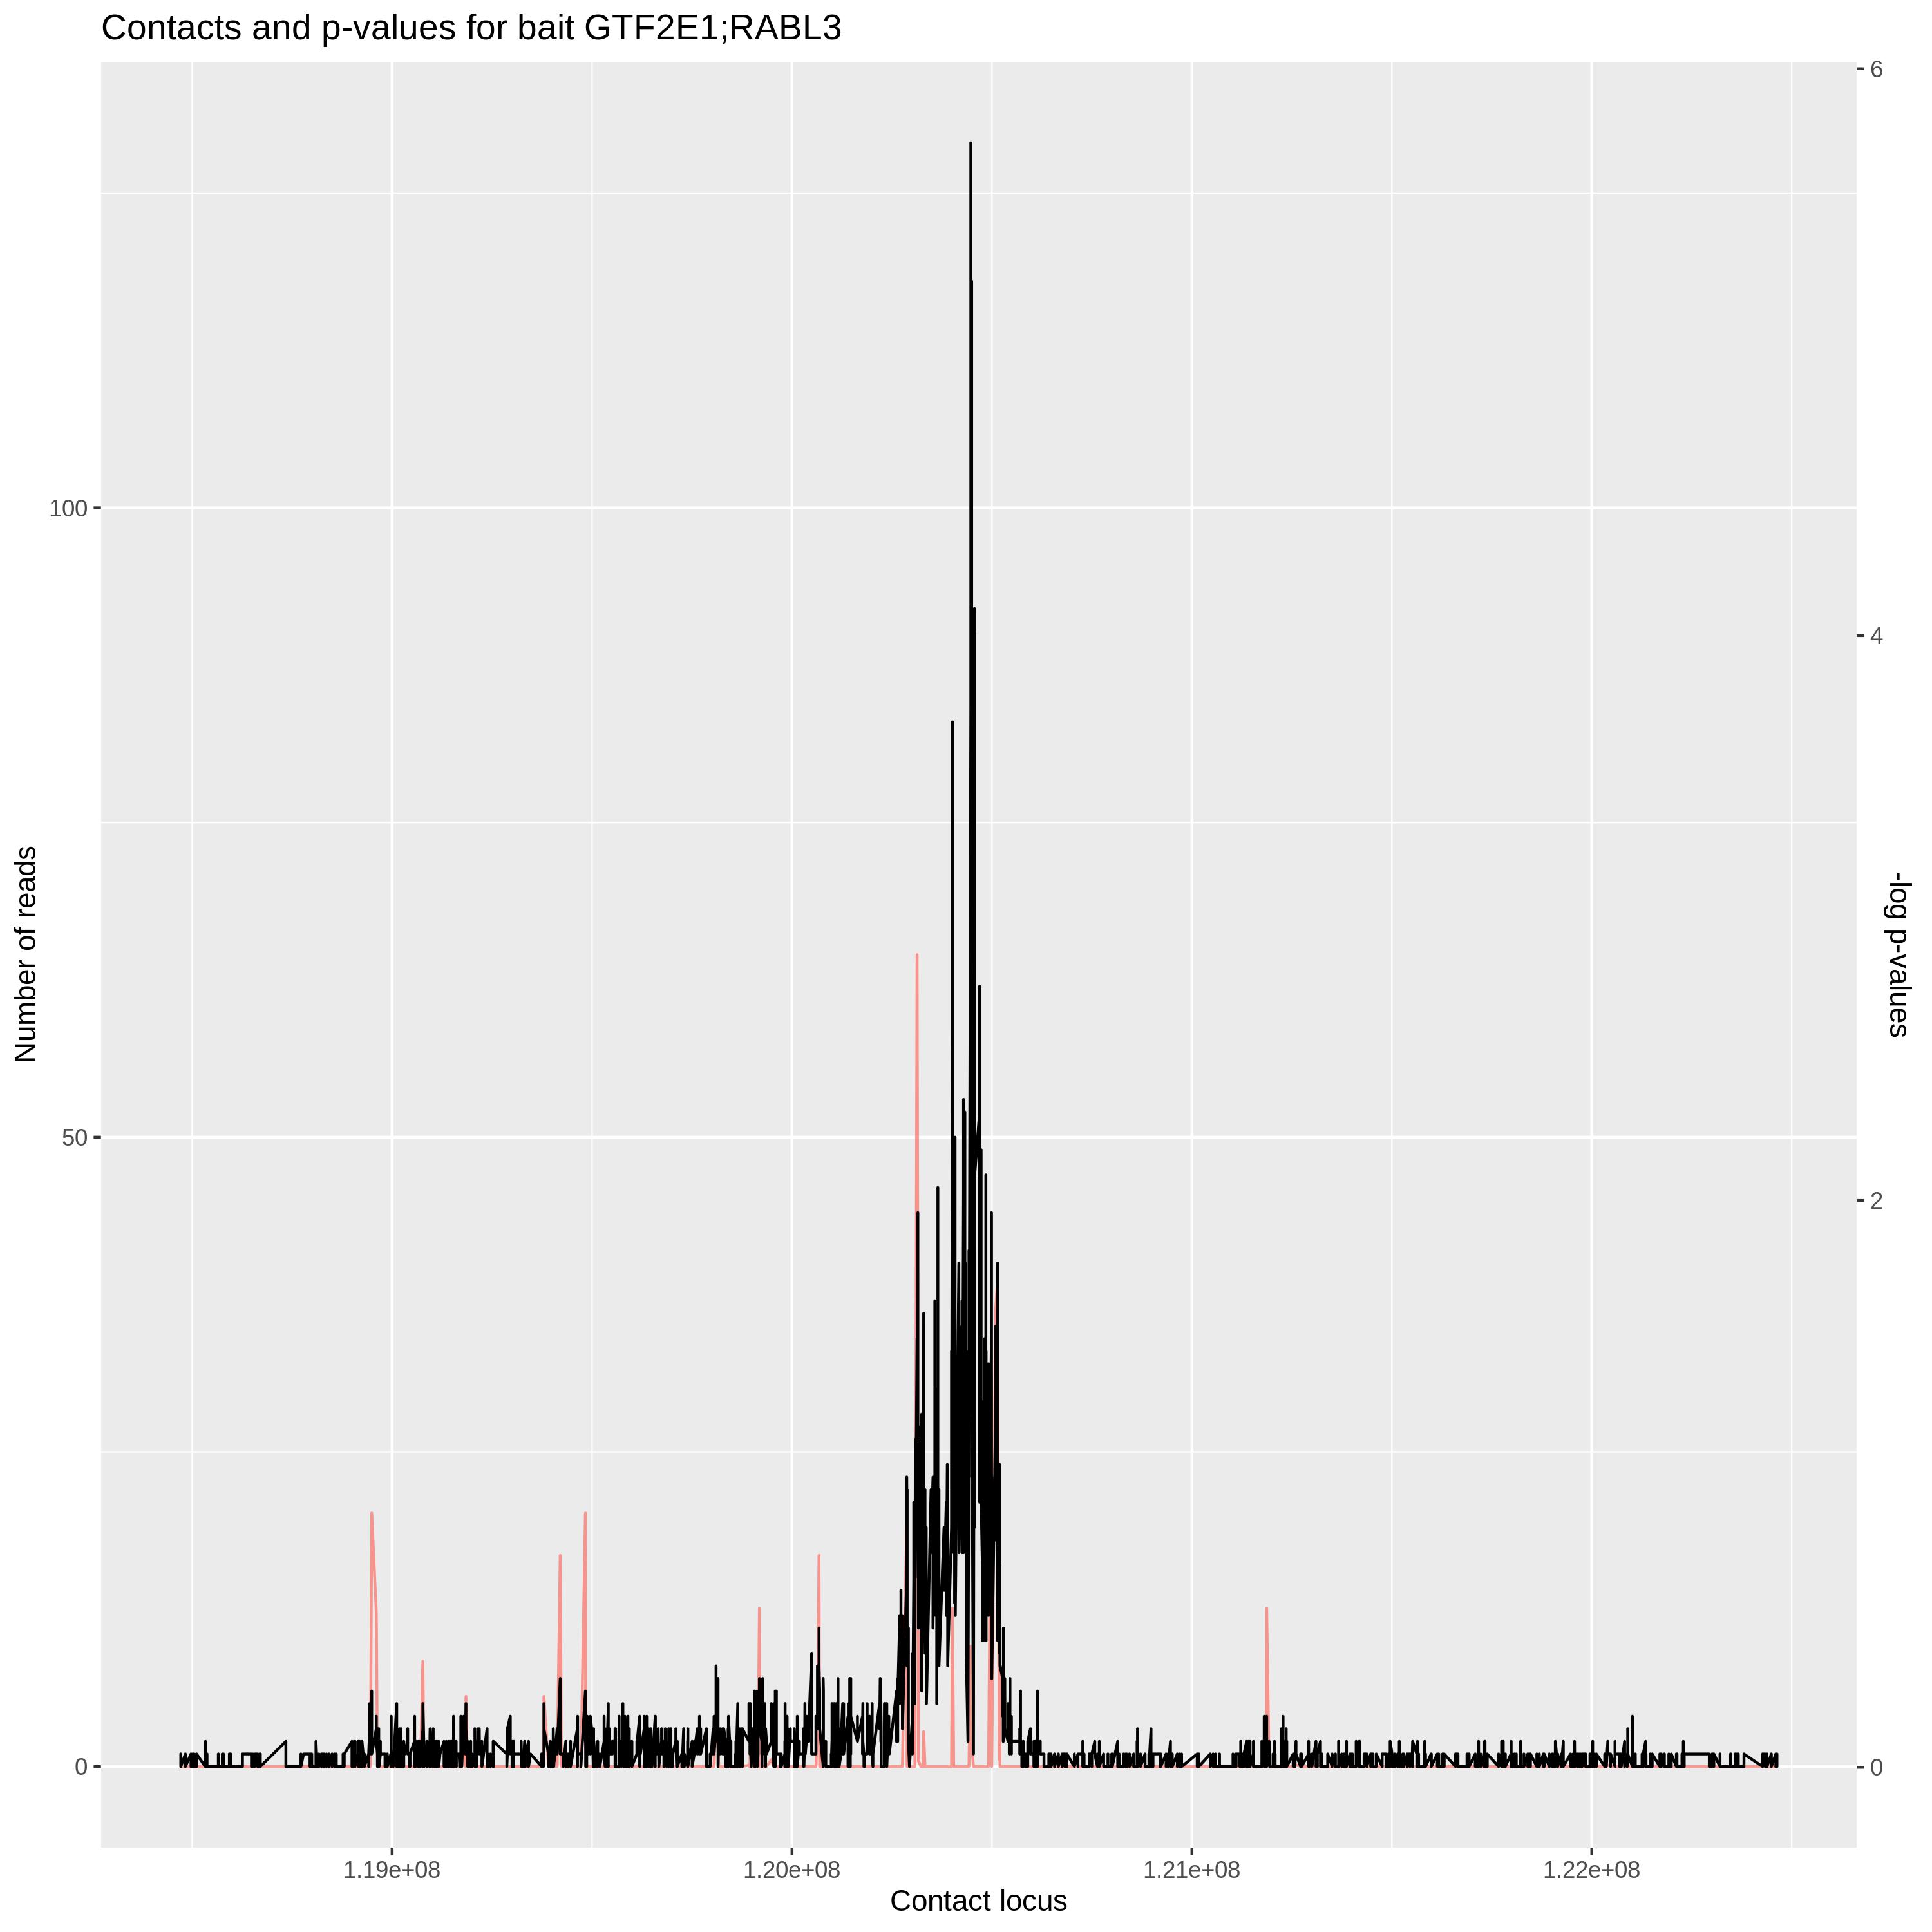 Contacts and p-values for bait GTF2E1;RABL3
Number of reads
100
50
0
6
4
2
0
-log p-values
1.19e+08
1.20e+08
1.21e+08
1.22e+08
Contact locus